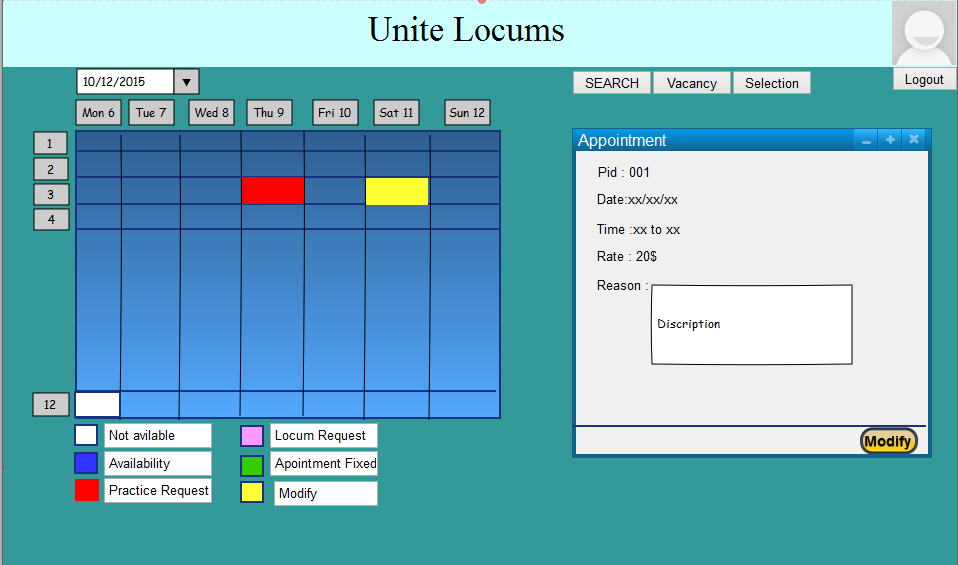 Unite Locums
Logout
10/12/2015
SEARCH Vacancy Selection
Mon 6 Tue 7 Wed 8 Thu 9 Fri 10 Sat 11 Sun 12
1
2
3
4
12
Not avilable
Availability
Practice Request
Locum Request
Apointment Fixed
Modify
Appointment
Pid : 001
Date:xx/xx/xx
Time :xx to xx
Rate : 20$
Reason :
Discription
Modify